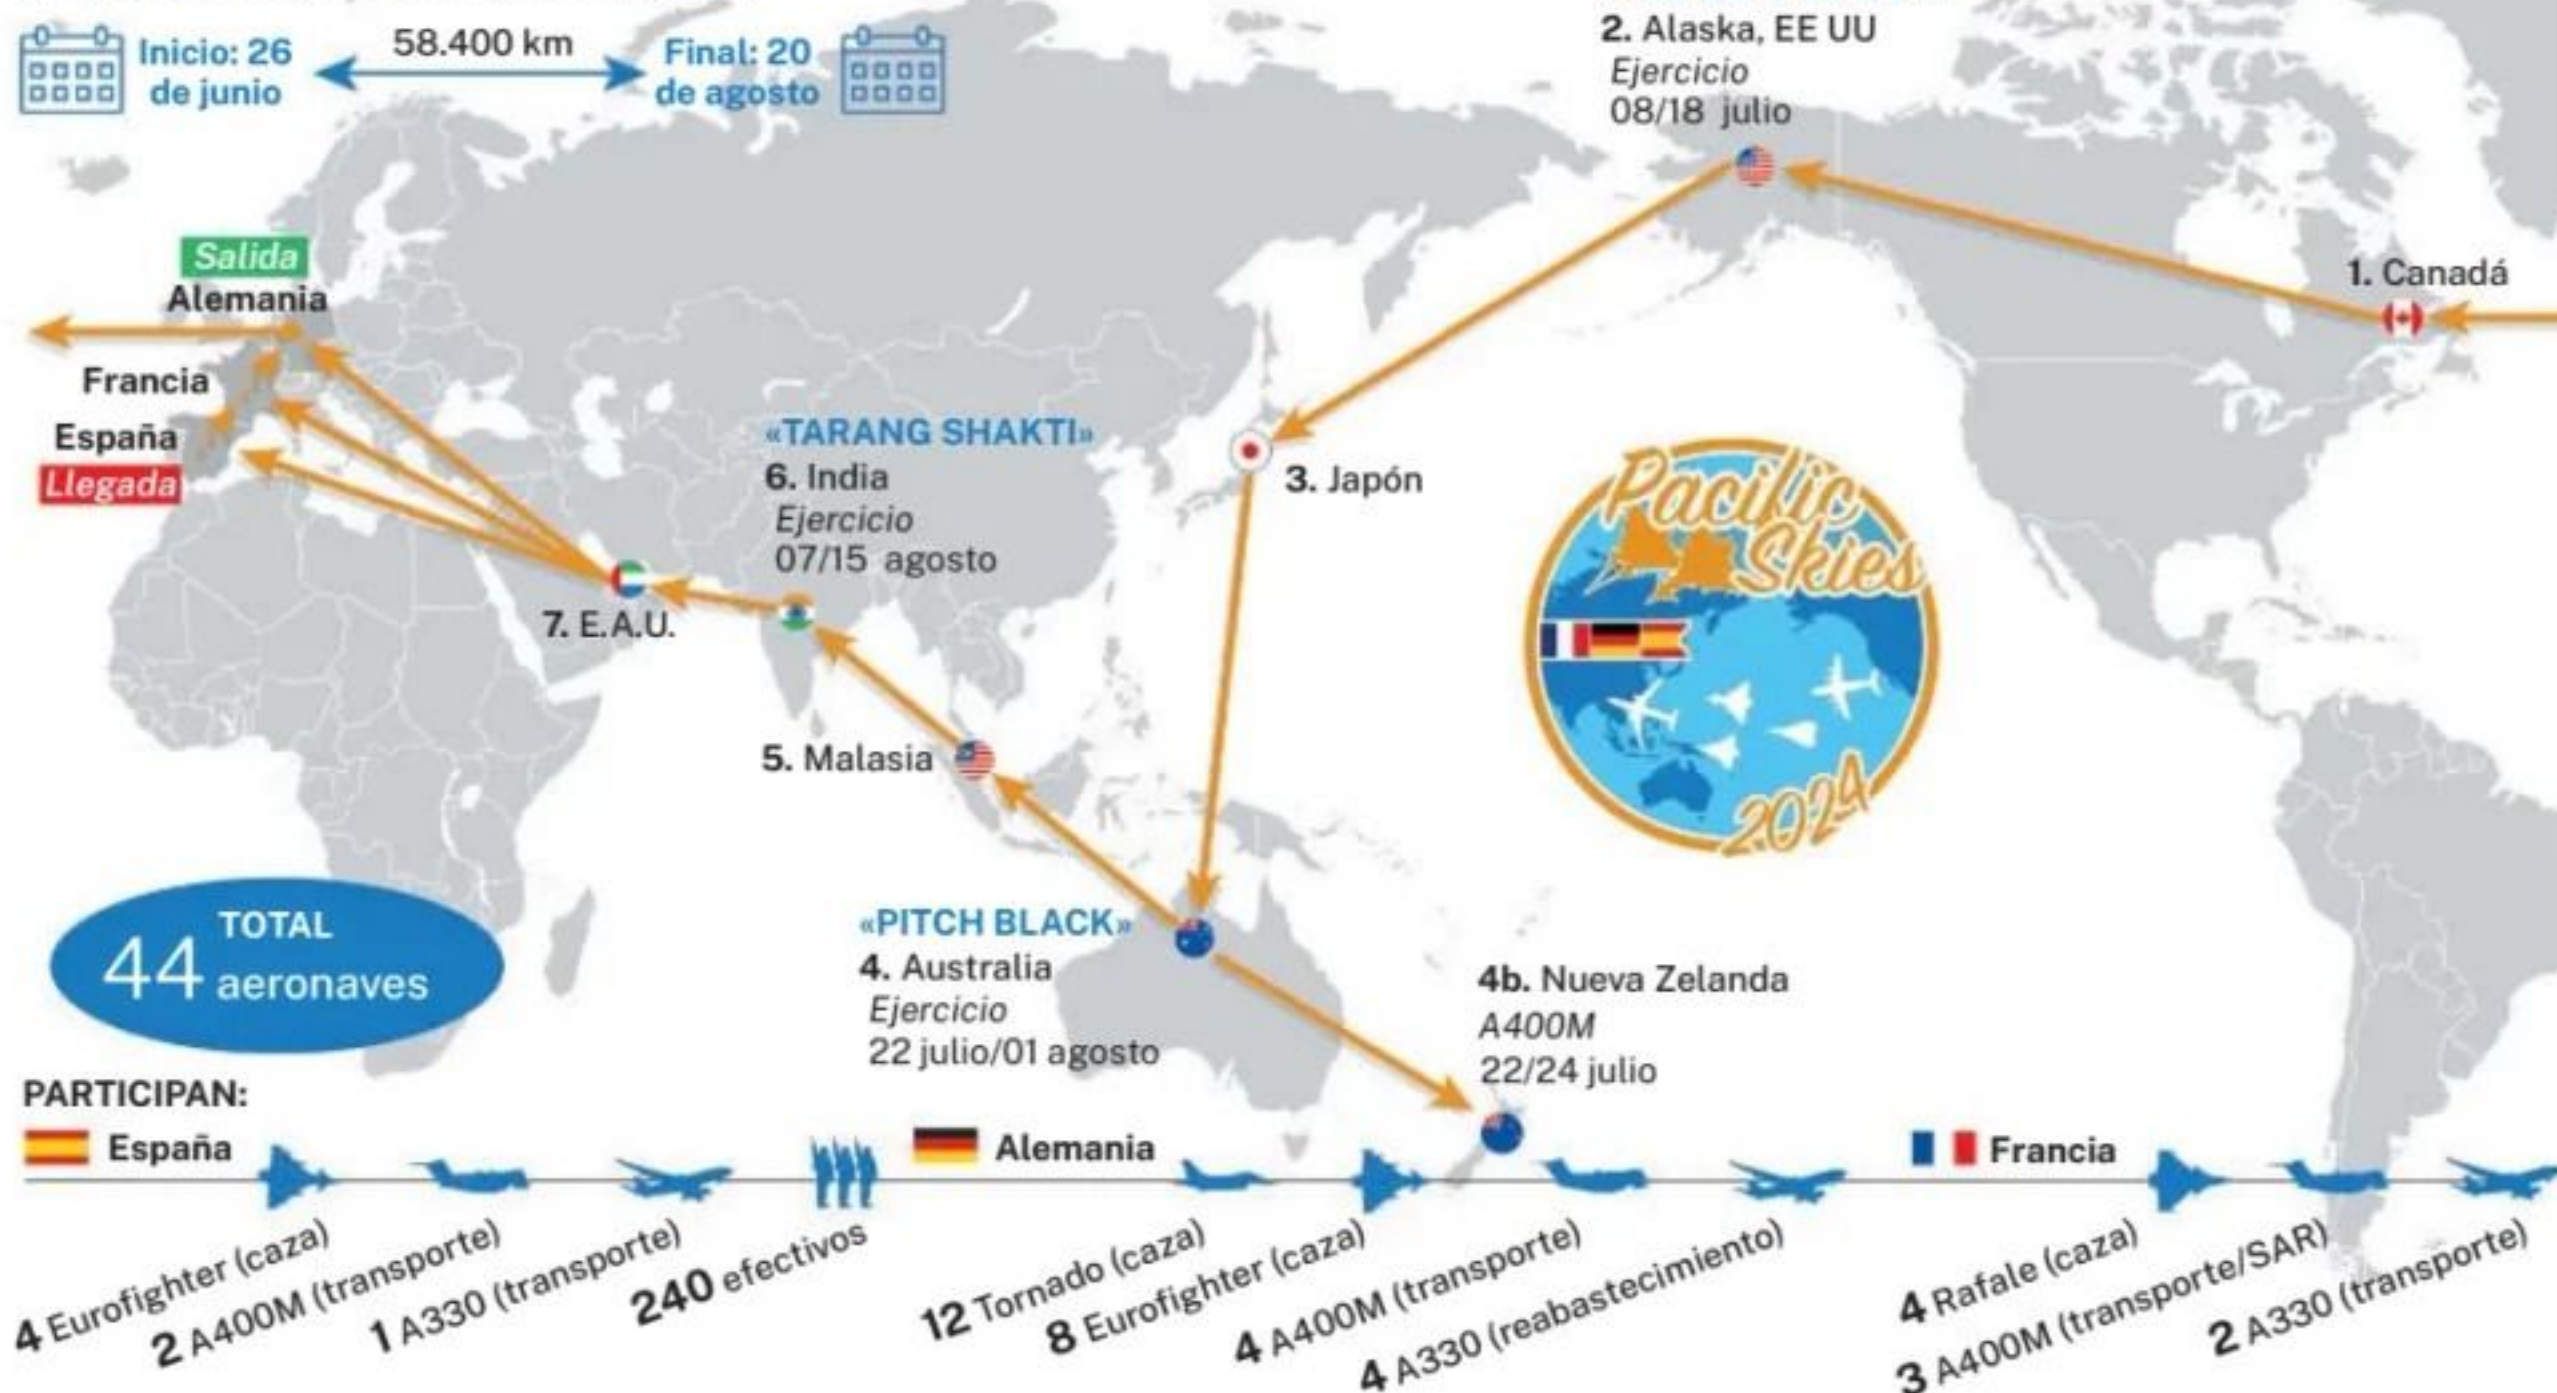 Inicio: 26
de junio
58.400 km
Final: 20
de agosto
2. Alaska, EE UU
Ejercicio
08/18 julio
1. Canadá
Salida
Alemania
Francia
España
Llegada
«TARANG SHAKTI»
6. India
Ejercicio
07/15 agosto
3. Japón
7. E.A.U.
Pacific
Skies
2024
5. Malasia
TOTAL
44 aeronaves
«PITCH BLACK»
4. Australia
Ejercicio
22 julio/01 agosto
4b. Nueva Zelanda
A400M
22/24 julio
PARTICIPAN:
España
4 Eurofighter (caza)
2 A400M (transporte)
1 A330 (transporte)
240 efectivos
Alemania
12 Tornado (caza)
8 Eurofighter (caza)
4 A400M (transporte)
4 A330 (reabastecimiento)
Francia
4 Rafale (caza)
3 A400M (transporte/SAR)
2 A330 (transporte)